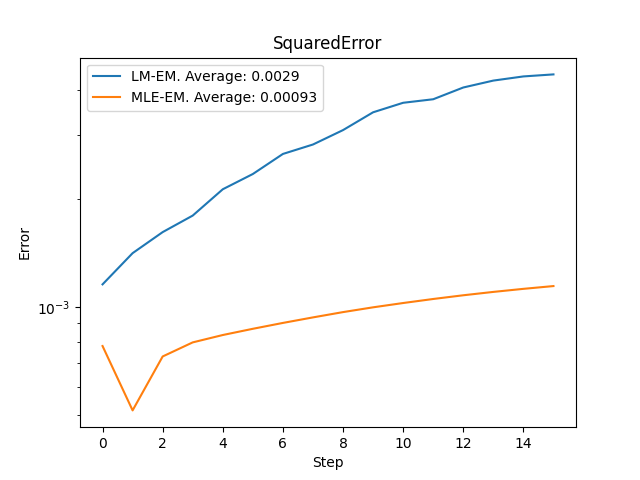 SquaredError
LM-EM. Average: 0.0029
MLE-EM. Average: 0.00093
Error
10⁻³
0 2 4 6 8 10 12 14
Step